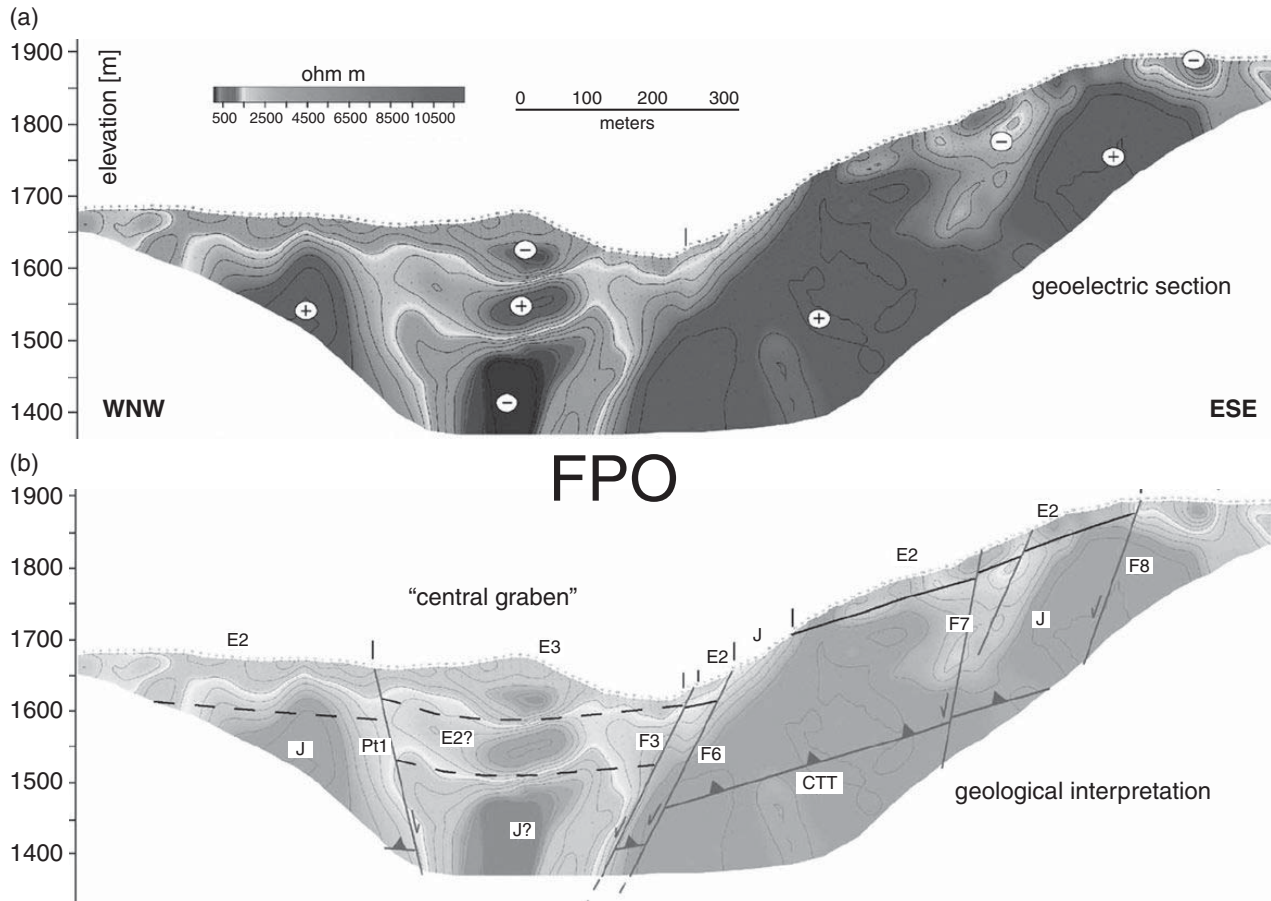 (a)
1900
1800
1700
1600
1500
1400
elevation [m]
ohm m
500 2500 4500 6500 8500 10500
0 100 200 300
meters
−
−
+
−
+
+
−
+
geoelectric section
WNW
ESE
(b)
FPO
1900
1800
1700
1600
1500
1400
E2
E2
F8
"central graben"
F7
J
J
E2
E3
E2
J
Pt1
E2?
F3
F6
CTT
geological interpretation
J?